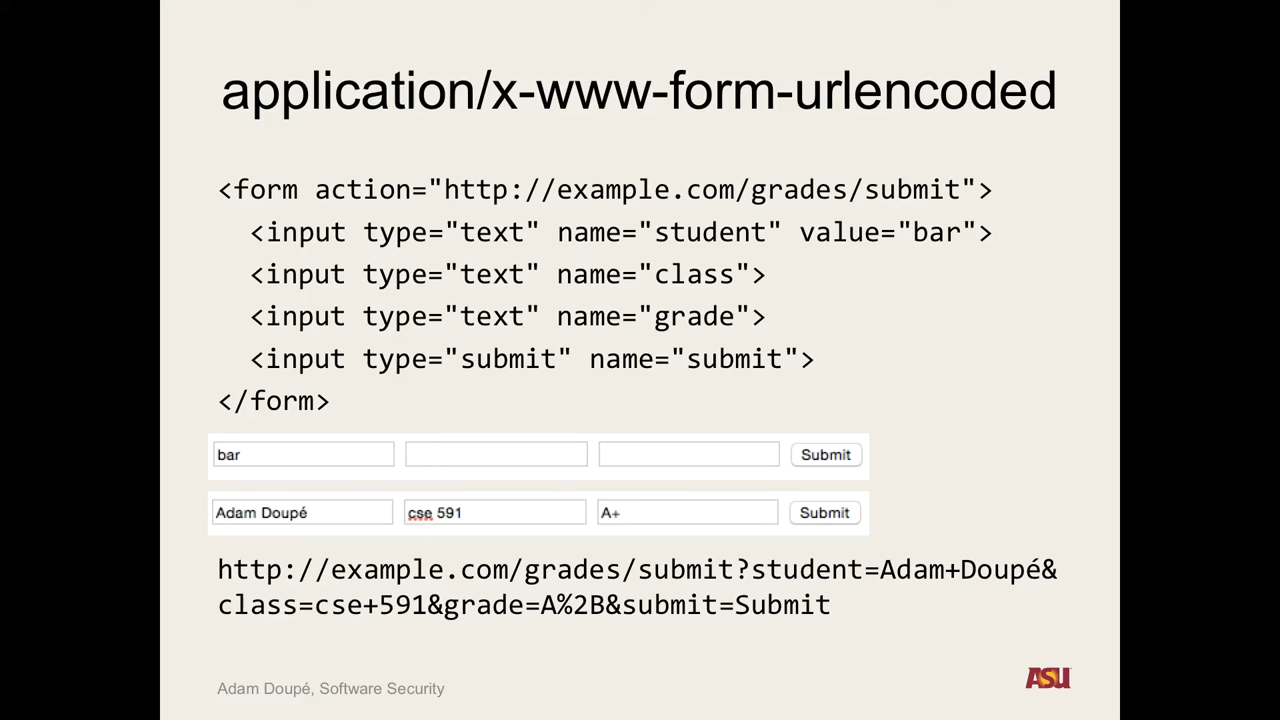 application/x-www-form-urlencoded
<form action="http://example.com/grades/submit">
<input type="text" name="student" value="bar">
<input type="text" name="class">
<input type="text" name="grade">
<input type="submit" name="submit">
</form>
bar Submit
Adam Doupé cse 591 A+ Submit
http://example.com/grades/submit?student=Adam+Doupé&
class=cse+591&grade=A%2B&submit=Submit
Adam Doupé, Software Security
ASU